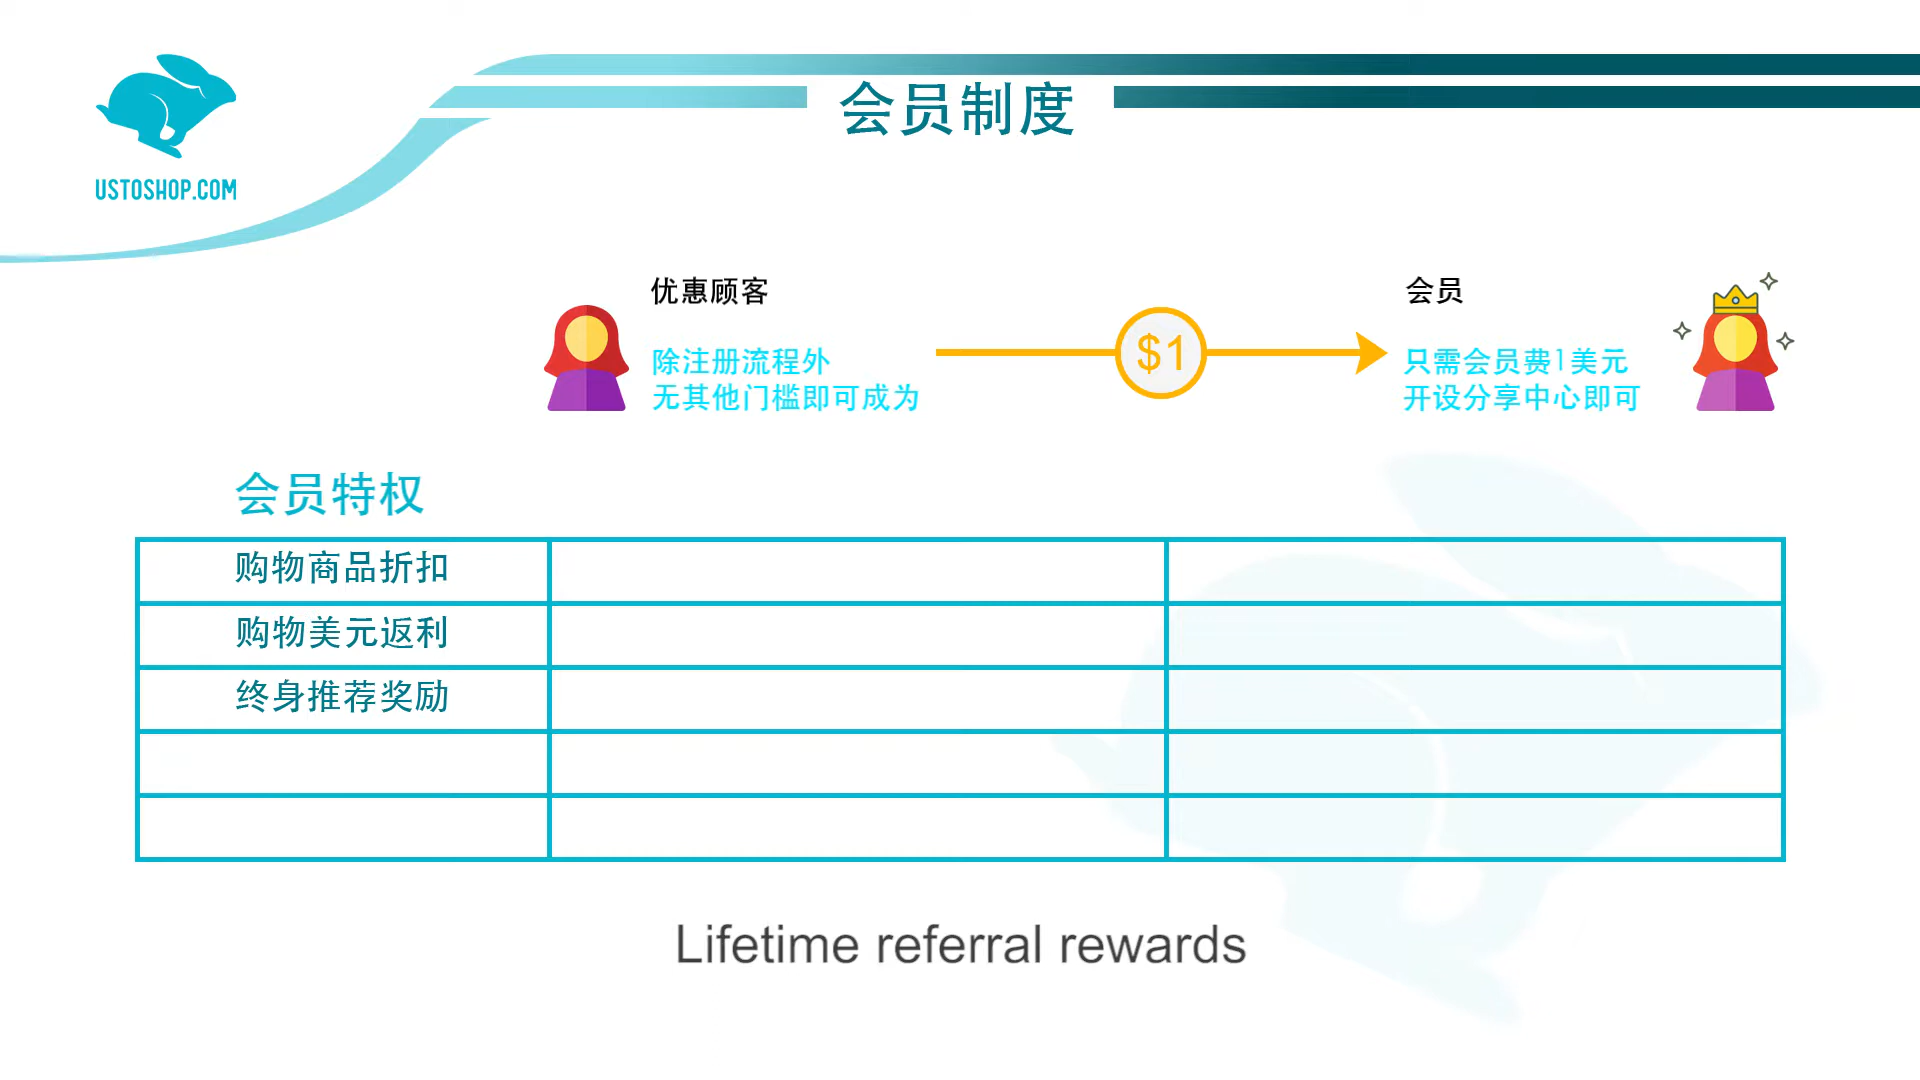 会员制度
USTOSHOP.COM
优惠顾客
除注册流程外
无其他门槛即可成为
$1
会员
只需会员费1美元
开设分享中心即可
会员特权
购物商品折扣
购物美元返利
终身推荐奖励
Lifetime referral rewards